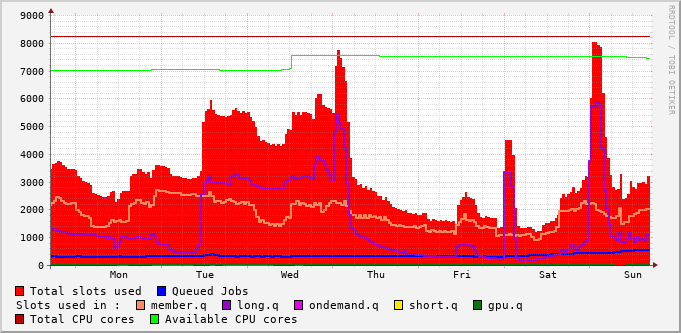 9000
8000
7000
6000
5000
4000
3000
2000
1000
0
Mon Tue Wed Thu Fri Sat Sun
RRDTOOL / TOBI OETIKER
Total slots used Queued Jobs
Slots used in : member.q long.q ondemand.q short.q gpu.q
Total CPU cores Available CPU cores